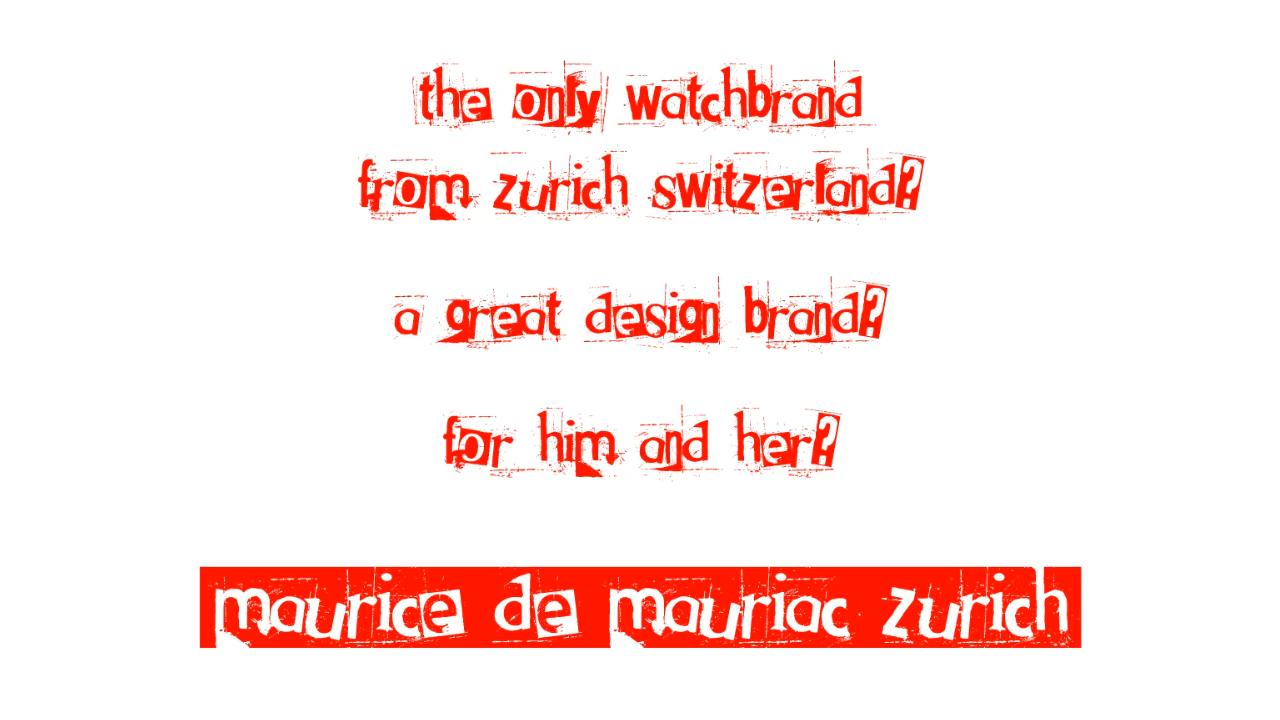 the only watchbrand
from zurich switzerland?
a great design brand?
for him and her?
maurice de mauriac zurich